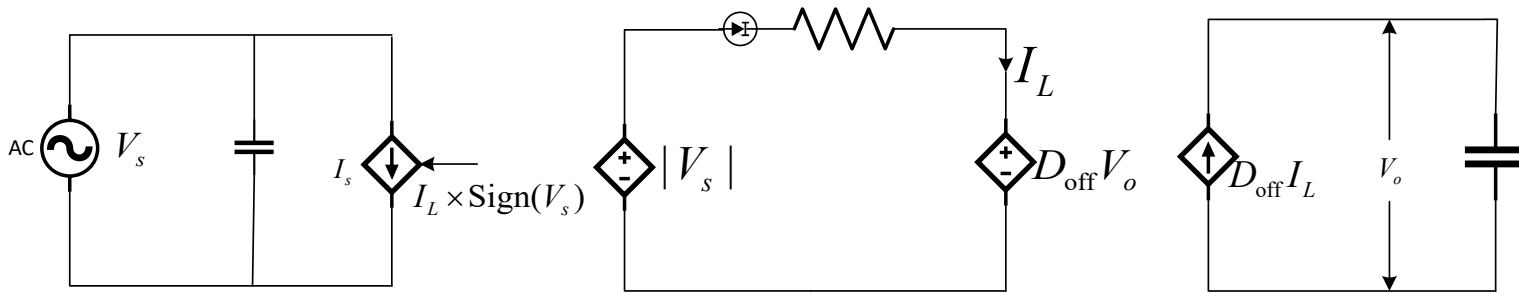 AC
V_s
I_s
I_L × Sign(V_s)
+
-
|V_s|
I_L
+
-
D_off V_o
D_off I_L
V_o